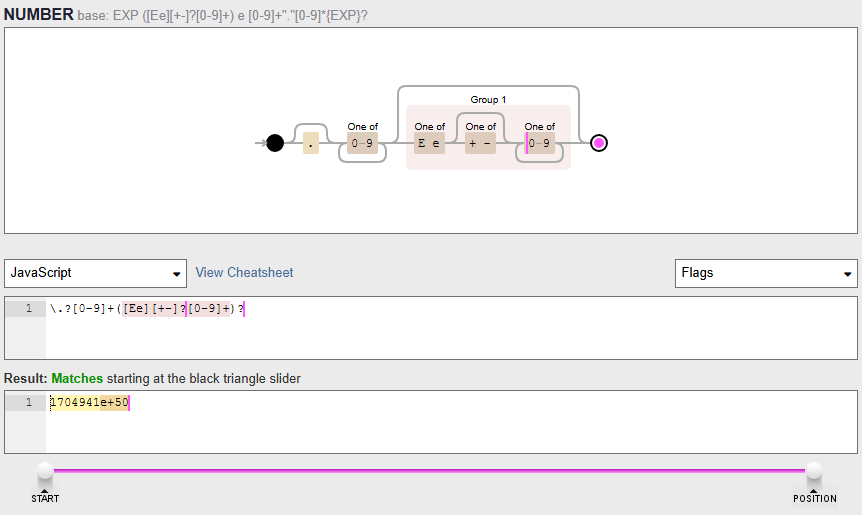 NUMBER base: EXP ([Ee][+-]?[0-9]+) e [0-9]+"."[0-9]*{EXP}?
Group 1
One of One of One of One of
. 0-9 E e + - 0-9
JavaScript View Cheatsheet Flags
1 \.?[0-9]+([Ee][+-]?[0-9]+)?
Result: Matches starting at the black triangle slider
1 1704941e+50
START POSITION